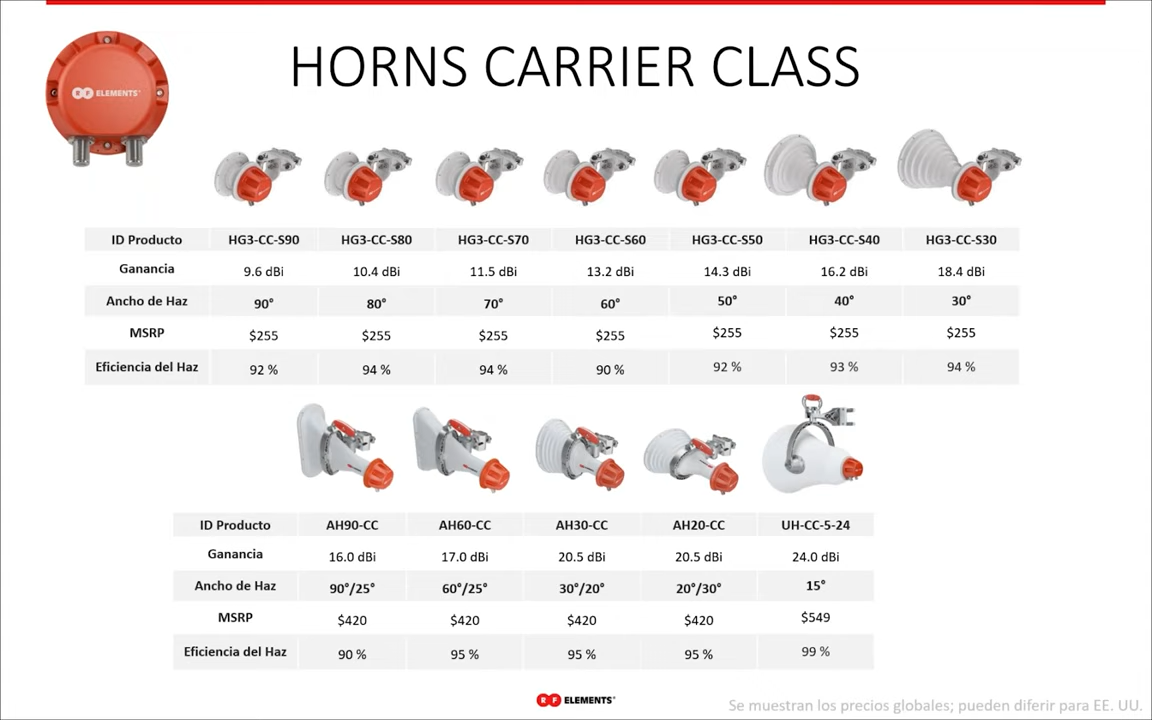 HORNS CARRIER CLASS
RF ELEMENTS
ID Producto HG3-CC-S90 HG3-CC-S80 HG3-CC-S70 HG3-CC-S60 HG3-CC-S50 HG3-CC-S40 HG3-CC-S30
Ganancia 9.6 dBi 10.4 dBi 11.5 dBi 13.2 dBi 14.3 dBi 16.2 dBi 18.4 dBi
Ancho de Haz 90° 80° 70° 60° 50° 40° 30°
MSRP $255 $255 $255 $255 $255 $255 $255
Eficiencia del Haz 92 % 94 % 94 % 90 % 92 % 93 % 94 %
ID Producto AH90-CC AH60-CC AH30-CC AH20-CC UH-CC-5-24
Ganancia 16.0 dBi 17.0 dBi 20.5 dBi 20.5 dBi 24.0 dBi
Ancho de Haz 90°/25° 60°/25° 30°/20° 20°/30° 15°
MSRP $420 $420 $420 $420 $549
Eficiencia del Haz 90 % 95 % 95 % 95 % 99 %
RF ELEMENTS
Se muestran los precios globales; pueden diferir para EE. UU.